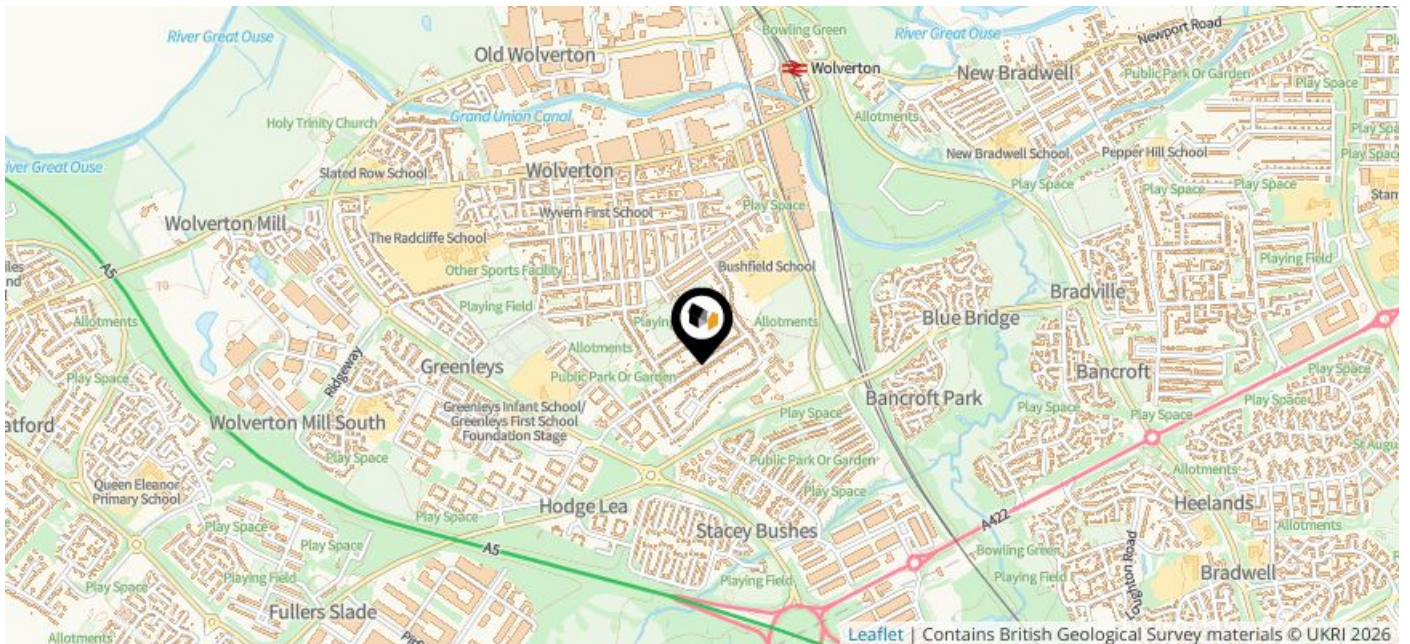 Newport Road
River Great Ouse
Bowling Green
River Great Ouse
Old Wolverton
Wolverton
New Bradwell
Public Park Or Garden
Play Space
Holy Trinity Church
Grand Union Canal
Allotments
Play Spa
River Great Ouse
Slated Row School
Wolverton
New Bradwell School
Pepper Hill School
Play Space
Play Space
Play Space
Stan
Wolverton Mill
Wyvern First School
Play Space
The Radcliffe School
A5
Other Sports Facility
Bushfield School
Playing Field
Playing Field
Bradville
Allotments
Playing
Allotments
Blue Bridge
Ridgeway
Greenleys
Allotments
Public Park Or Garden
Bancroft
Play Space
Play Space
Bancroft Park
Wolverton Mill South
Greenleys Infant School/
Greenleys First School
Foundation Stage
Play Space
Play Space
Play Space
atford
Play Space
St Augus
Queen Eleanor
Primary School
Public Park Or Garden
Allotments
Play Space
Hodge Lea
Play Space
Heelands
Play Space
Play Space
Stacey Bushes
A422
Allotments
Play Space
A5
Bowling Green
Play Space
Playing Field
Playing Field
Playing Field
Bradwell
Fullers Slade
Allotments
Leaflet | Contains British Geological Survey materials © UKRI 2026